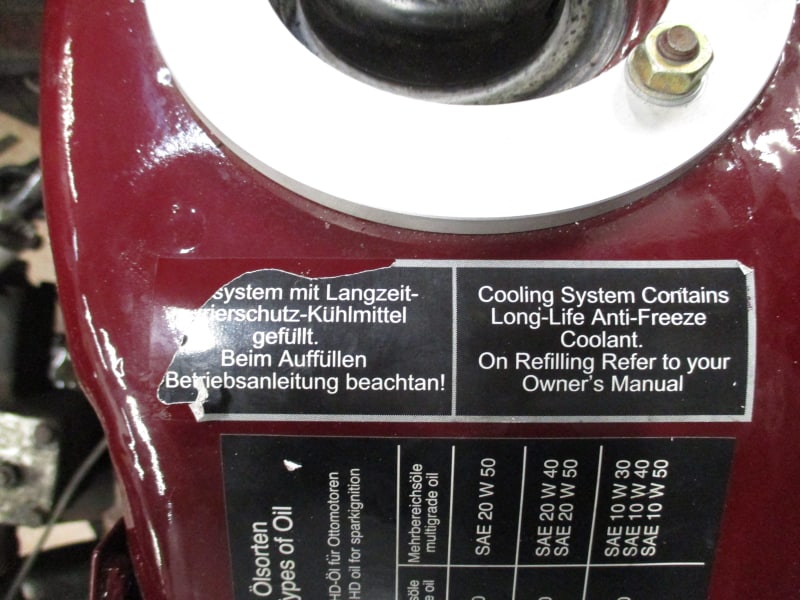 system mit Langzeit-
rierschutz-Kühlmittel
gefüllt.
Beim Auffüllen
Betriebsanleitung beachtan!
Cooling System Contains
Long-Life Anti-Freeze
Coolant.
On Refilling Refer to your
Owner's Manual
Ölsorten
ypes of Oil
HD-Öl für Ottomotoren
HD oil for sparkignition
Mehrbereichsöle
multigrade oil
SAE 20 W 50
SAE 20 W 40
SAE 20 W 50
SAE 10 W 30
SAE 10 W 40
SAE 10 W 50